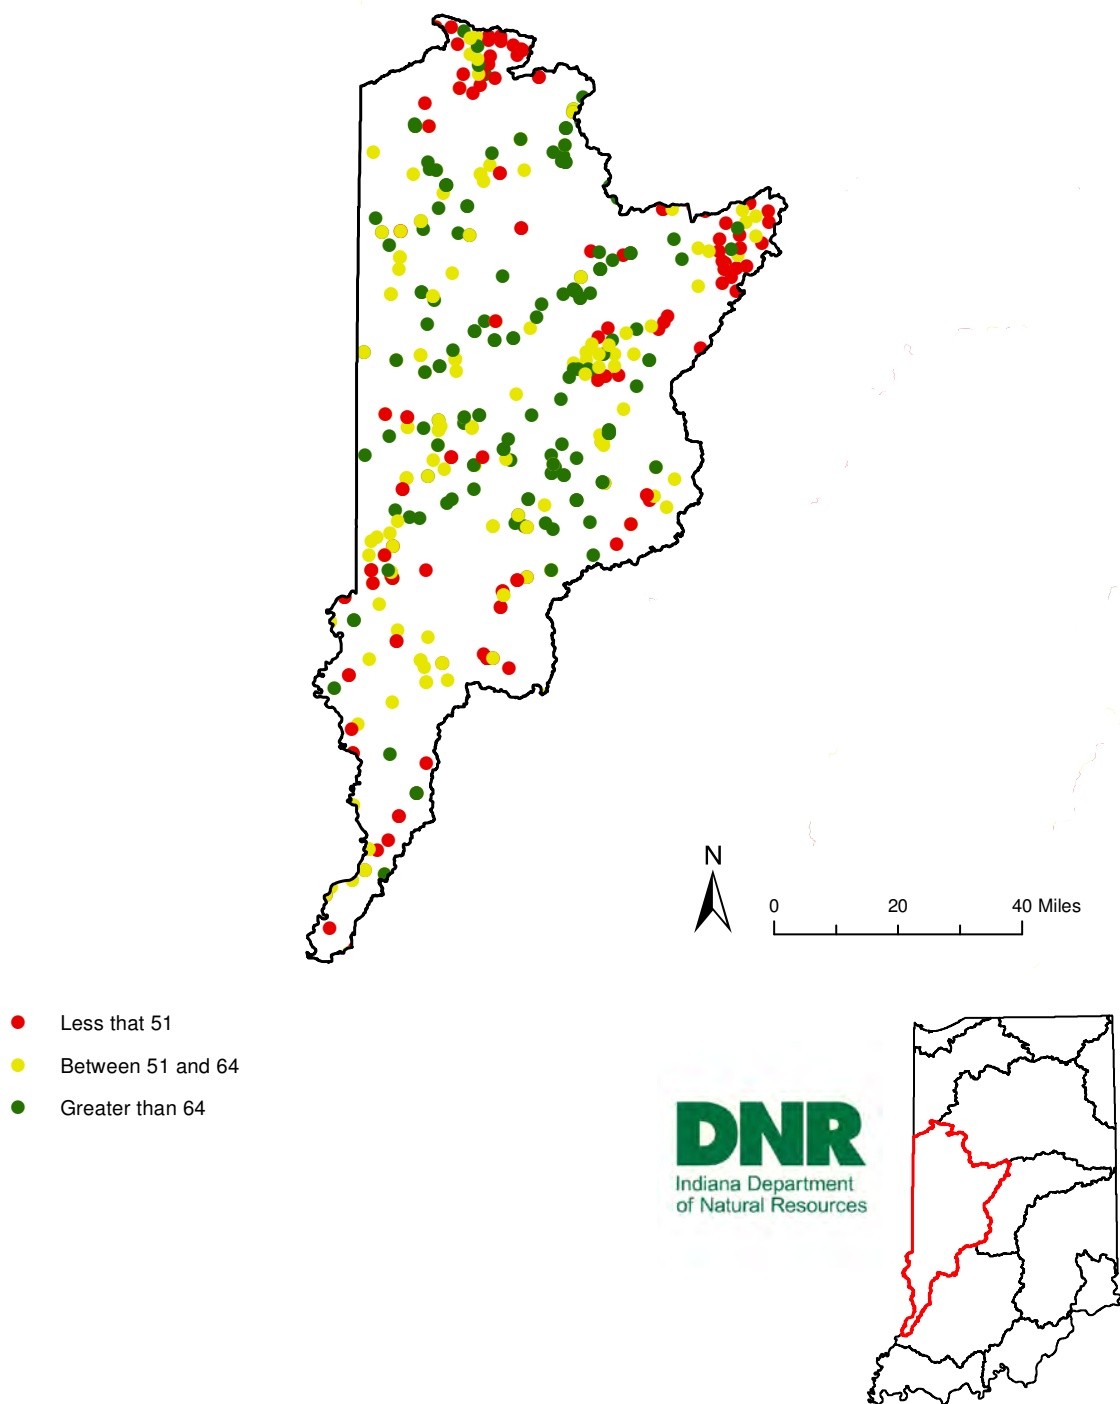 N
0 20 40 Miles
Less that 51
Between 51 and 64
Greater than 64
DNR
Indiana Department
of Natural Resources